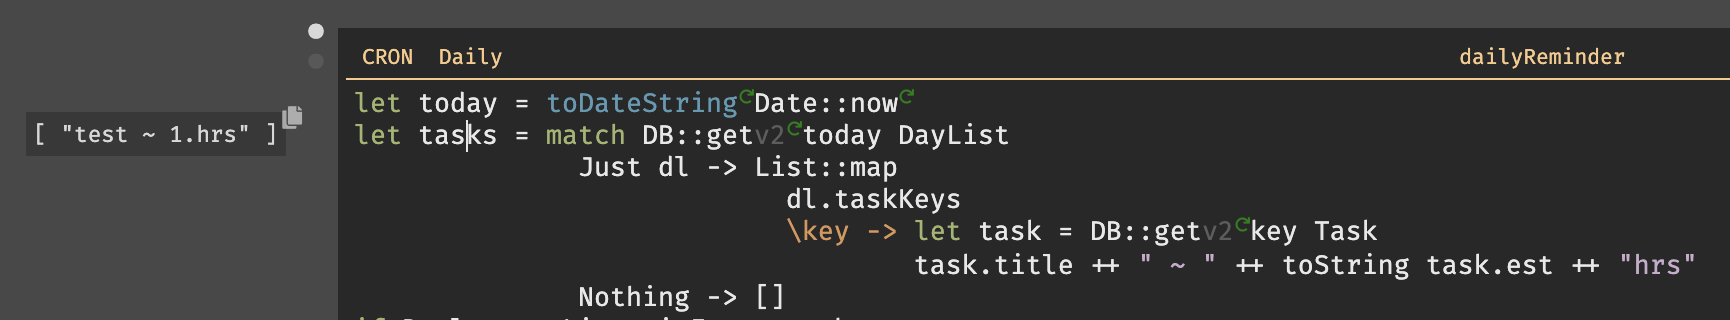 CRON Daily dailyReminder
let today = toDateString Date::now
[ "test ~ 1.hrs" ]
let tasks = match DB::getv2 today DayList
Just dl -> List::map
dl.taskKeys
\key -> let task = DB::getv2 key Task
task.title ++ " ~ " ++ toString task.est ++ "hrs"
Nothing -> []